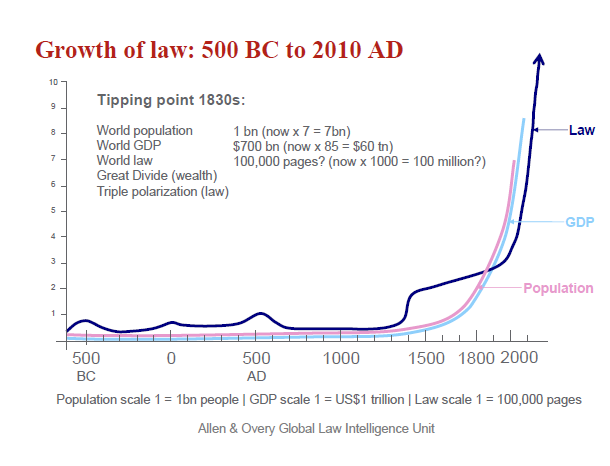 Growth of law: 500 BC to 2010 AD
10
9
8
7
6
5
4
3
2
1
Tipping point 1830s:
World population 1 bn (now x 7 = 7bn)
World GDP $700 bn (now x 85 = $60 tn)
World law 100,000 pages? (now x 1000 = 100 million?)
Great Divide (wealth)
Triple polarization (law)
Law
GDP
Population
500 0 500 1000 1500 1800 2000
BC AD
Population scale 1 = 1bn people | GDP scale 1 = US$1 trillion | Law scale 1 = 100,000 pages
Allen & Overy Global Law Intelligence Unit